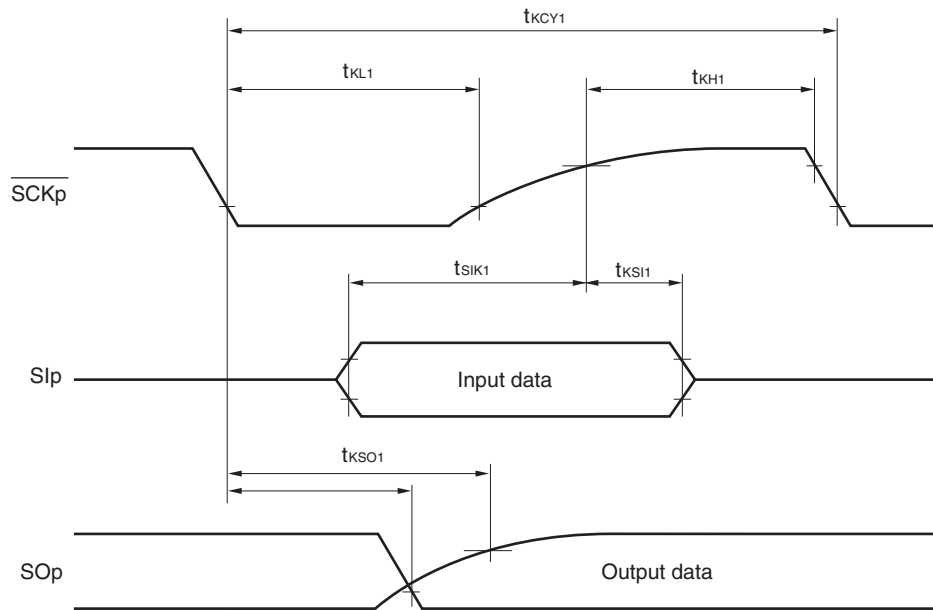 tKCY1
tKL1
tKH1
SCKp
tSIK1
tKSI1
SIp
Input data
tKSO1
SOp
Output data